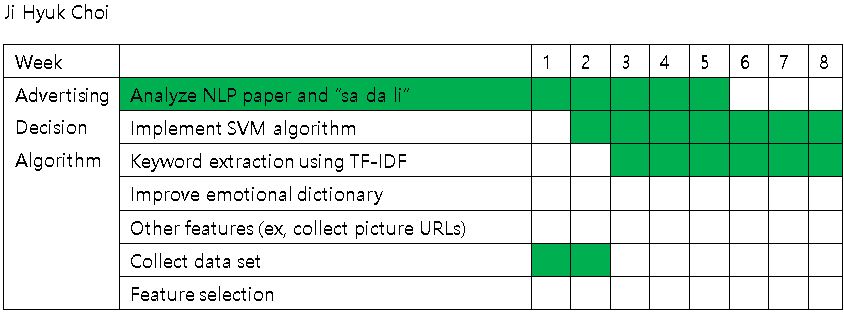 Ji Hyuk Choi
Week 1 2 3 4 5 6 7 8
Advertising Analyze NLP paper and “sa da li”
Decision Implement SVM algorithm
Algorithm Keyword extraction using TF-IDF
Improve emotional dictionary
Other features (ex, collect picture URLs)
Collect data set
Feature selection